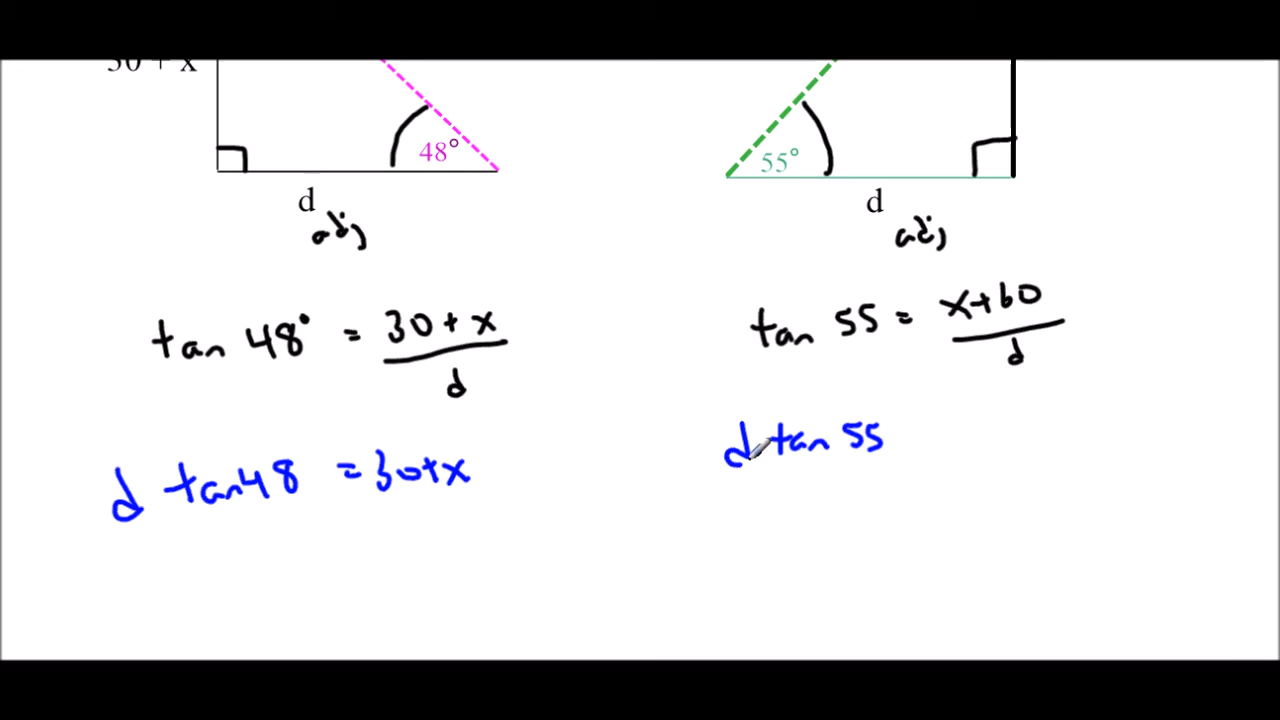 30 + x
48°
55°
d
d
adj
adj
tan 48° = 30 + x
d
tan 55 = x+60
d
d tan48 = 30+x
d tan 55